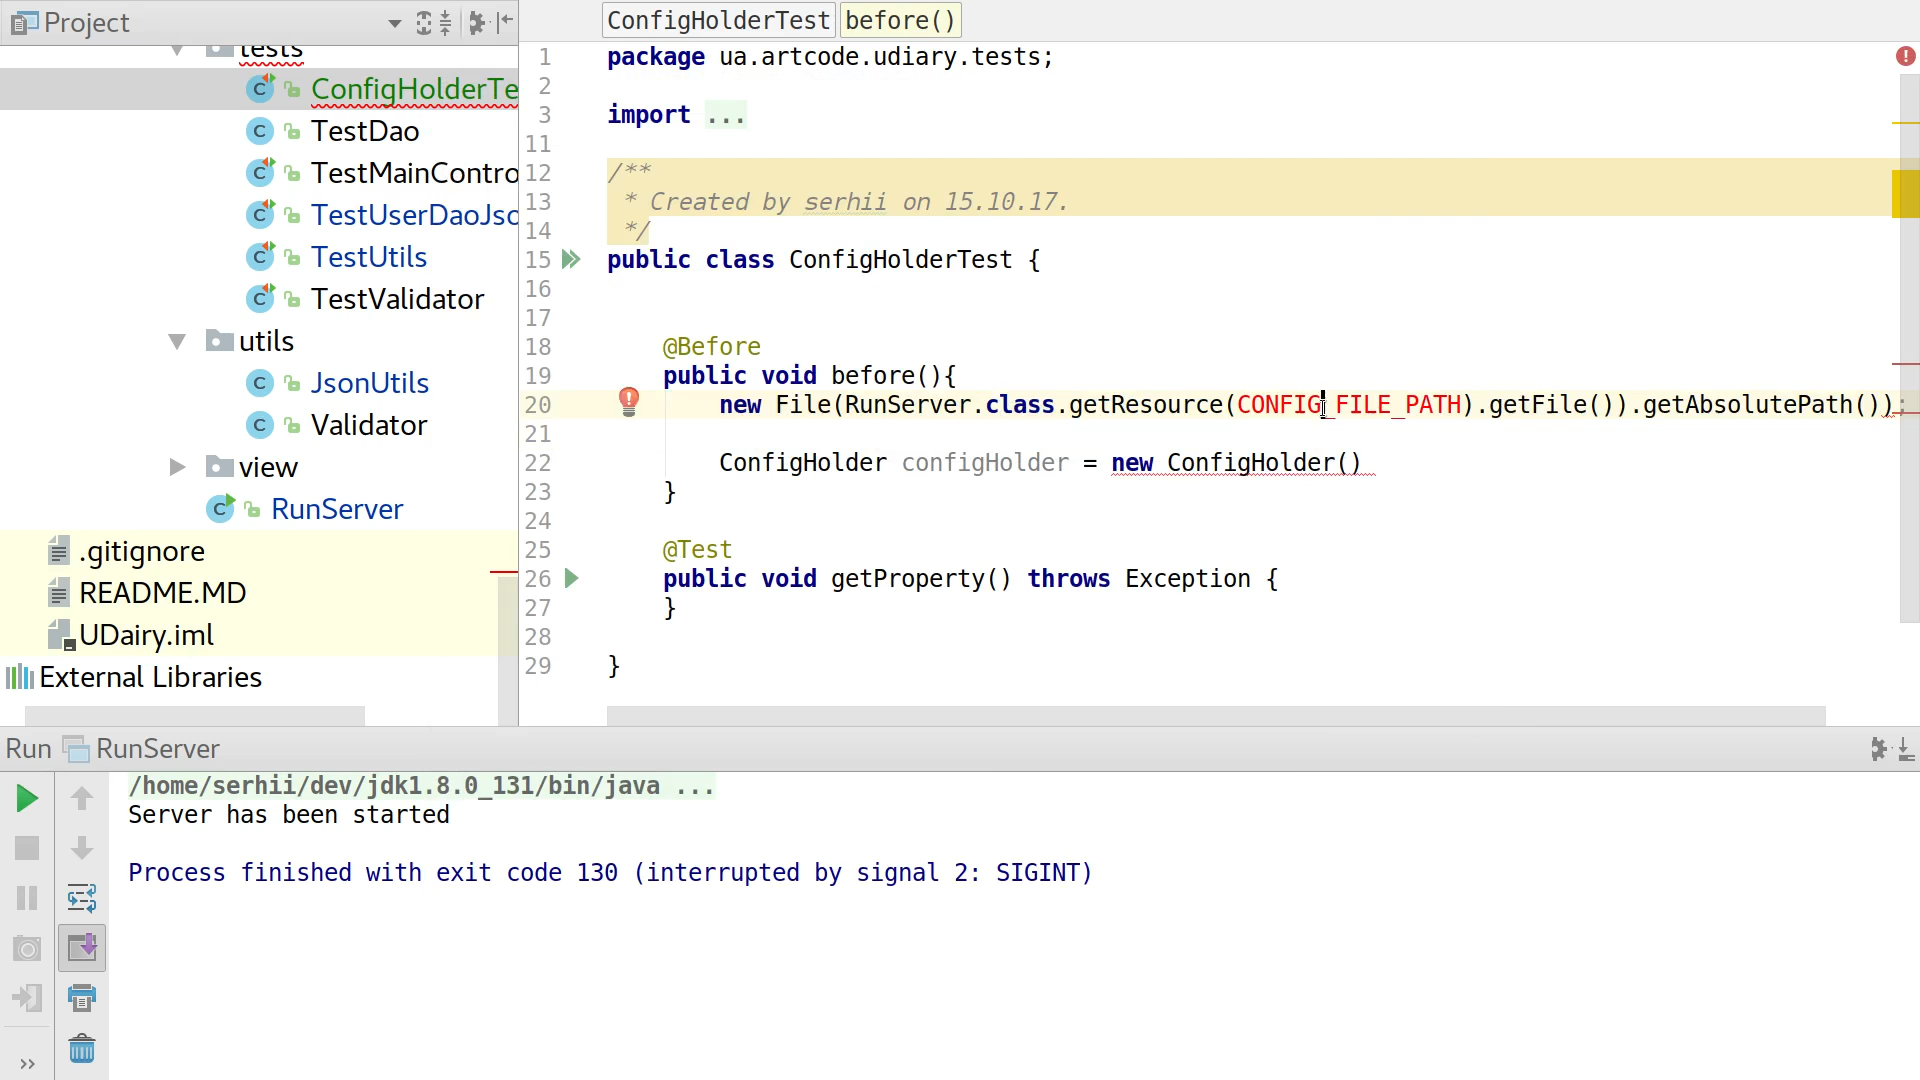 Project
tests
ConfigHolderTe
TestDao
TestMainContro
TestUserDaoJso
TestUtils
TestValidator
utils
JsonUtils
Validator
view
RunServer
.gitignore
README.MD
UDairy.iml
External Libraries
ConfigHolderTest before()
1 package ua.artcode.udiary.tests;
2
3 import ...
11
12 /**
13 * Created by serhii on 15.10.17.
14 */
15 public class ConfigHolderTest {
16
17
18 @Before
19 public void before(){
20 new File(RunServer.class.getResource(CONFIG_FILE_PATH).getFile()).getAbsolutePath());
21
22 ConfigHolder configHolder = new ConfigHolder()
23 }
24
25 @Test
26 public void getProperty() throws Exception {
27 }
28
29 }
Run RunServer
/home/serhii/dev/jdk1.8.0_131/bin/java ...
Server has been started
Process finished with exit code 130 (interrupted by signal 2: SIGINT)